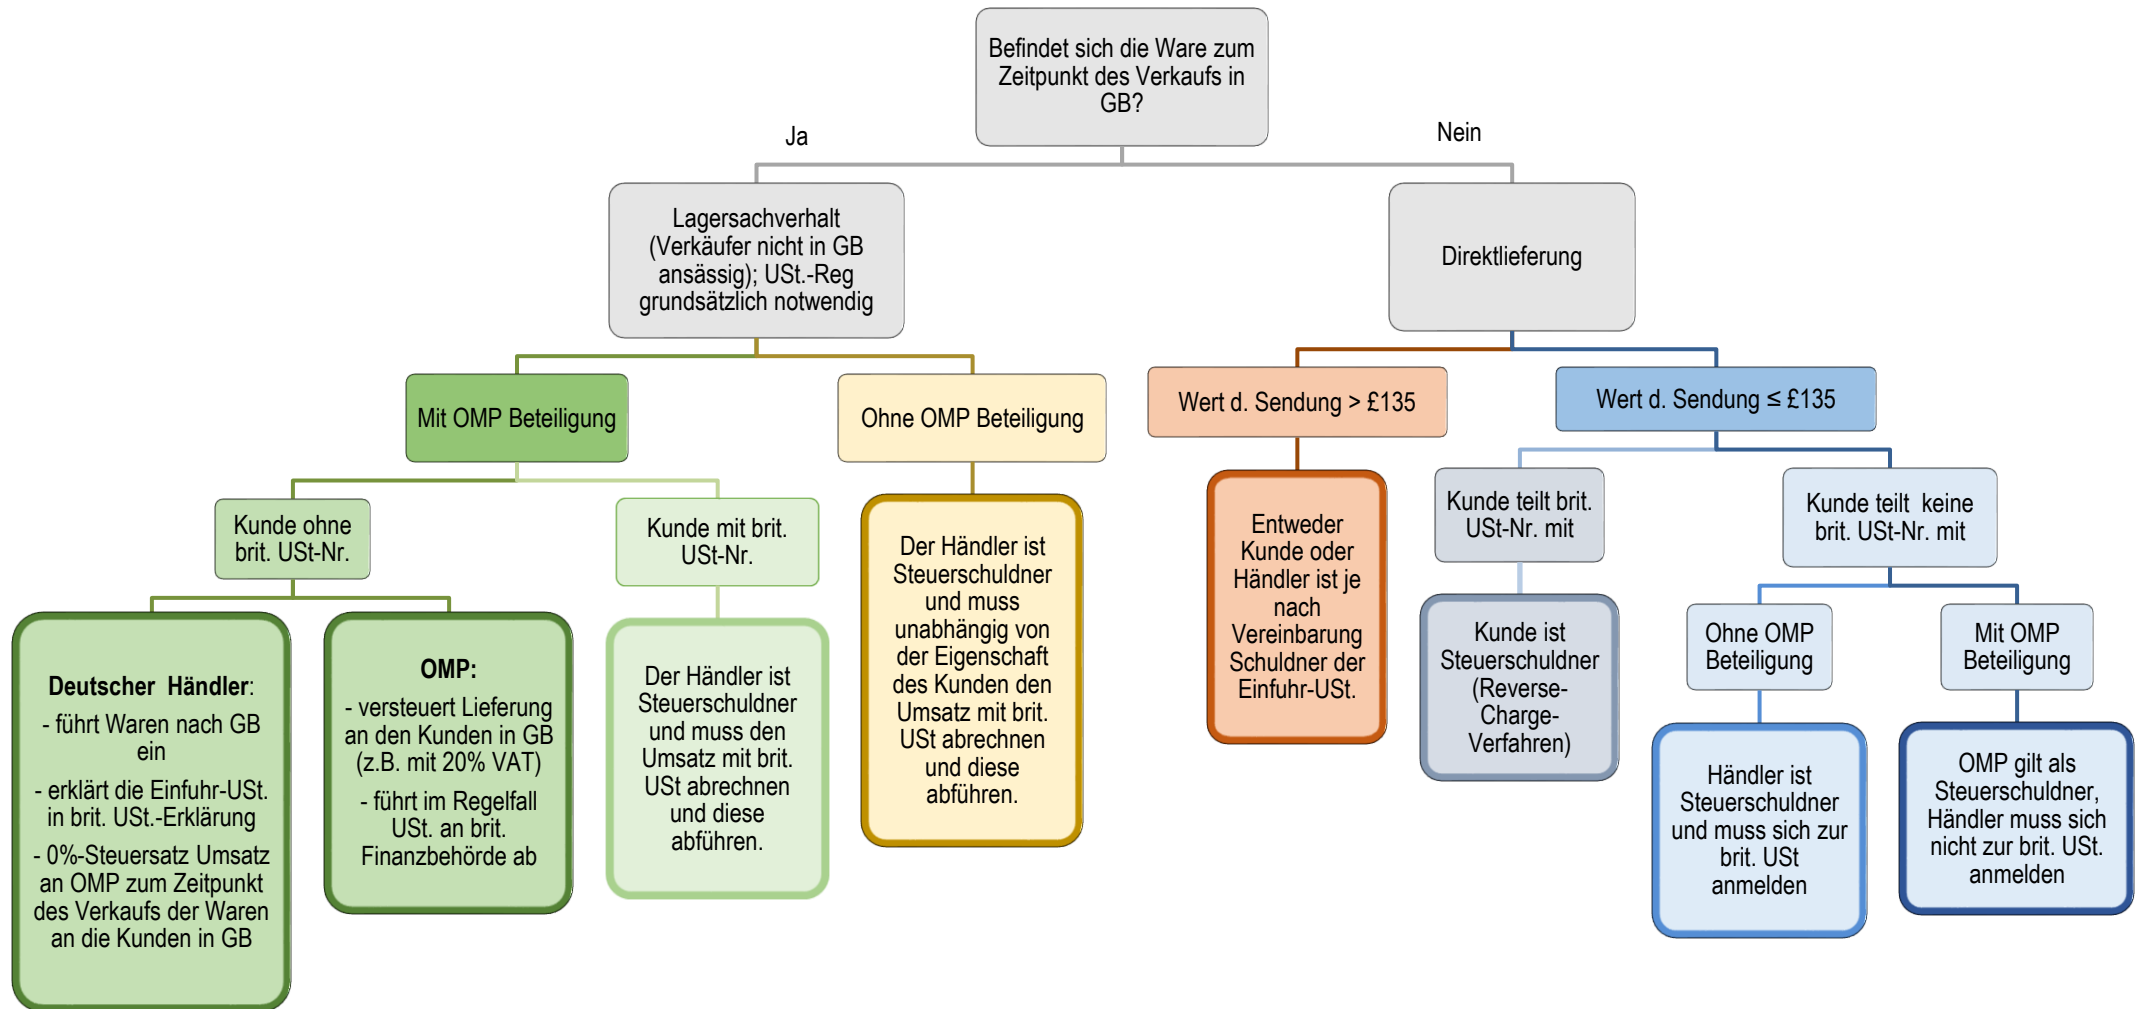 Befindet sich die Ware zum
Zeitpunkt des Verkaufs in
GB?
Ja
Nein
Lagersachverhalt
(Verkäufer nicht in GB
ansässig); USt.-Reg
grundsätzlich notwendig
Direktlieferung
Mit OMP Beteiligung
Ohne OMP Beteiligung
Wert d. Sendung > £135
Wert d. Sendung ≤ £135
Kunde ohne
brit. USt-Nr.
Kunde mit brit.
USt-Nr.
Kunde teilt brit.
USt-Nr. mit
Kunde teilt  keine
brit. USt-Nr. mit
Deutscher  Händler:
- führt Waren nach GB
ein
- erklärt die Einfuhr-USt.
in brit. USt.-Erklärung
- 0%-Steuersatz Umsatz
an OMP zum Zeitpunkt
des Verkaufs der Waren
an die Kunden in GB
OMP:
- versteuert Lieferung
an den Kunden in GB
(z.B. mit 20% VAT)
- führt im Regelfall
USt. an brit.
Finanzbehörde ab
Der Händler ist
Steuerschuldner
und muss den
Umsatz mit brit.
USt abrechnen
und diese
abführen.
Der Händler ist
Steuerschuldner
und muss
unabhängig von
der Eigenschaft
des Kunden den
Umsatz mit brit.
USt abrechnen
und diese
abführen.
Entweder
Kunde oder
Händler ist je
nach
Vereinbarung
Schuldner der
Einfuhr-USt.
Kunde ist
Steuerschuldner
(Reverse-
Charge-
Verfahren)
Ohne OMP
Beteiligung
Mit OMP
Beteiligung
Händler ist
Steuerschuldner
und muss sich zur
brit. USt
anmelden
OMP gilt als
Steuerschuldner,
Händler muss sich
nicht zur brit. USt.
anmelden